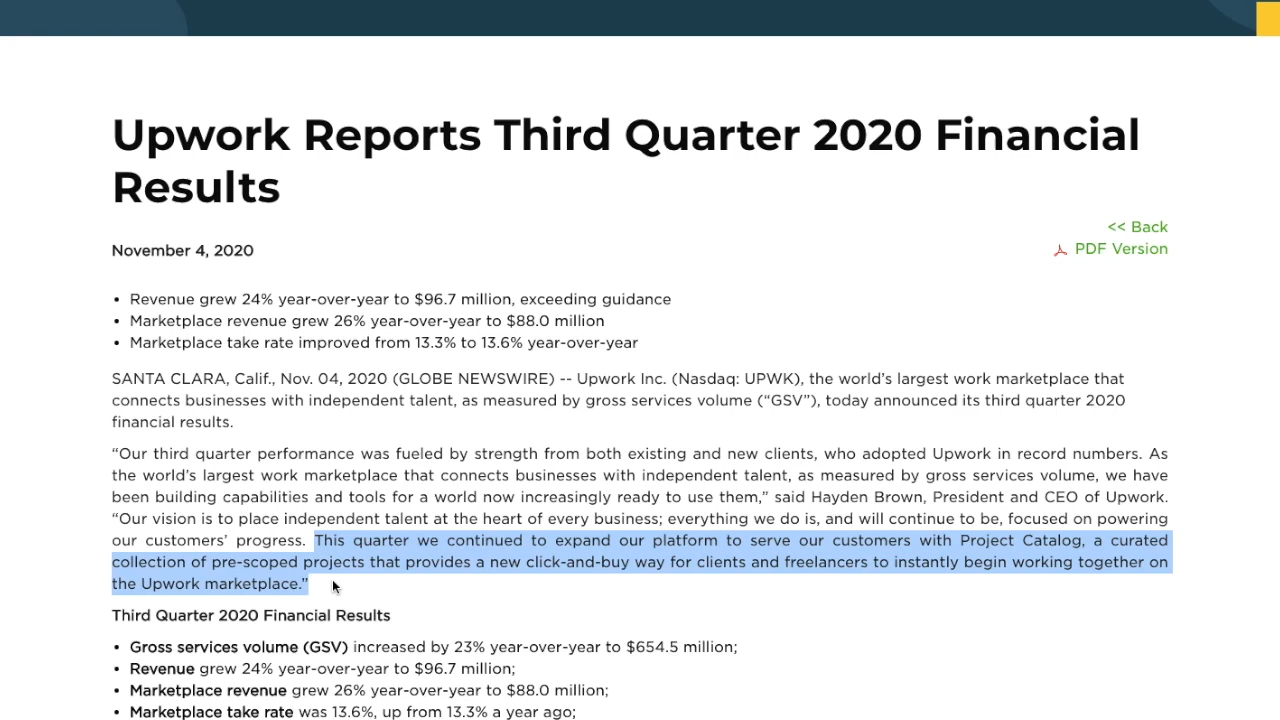 Upwork Reports Third Quarter 2020 Financial
Results
<< Back
November 4, 2020
PDF Version
• Revenue grew 24% year-over-year to $96.7 million, exceeding guidance
• Marketplace revenue grew 26% year-over-year to $88.0 million
• Marketplace take rate improved from 13.3% to 13.6% year-over-year
SANTA CLARA, Calif., Nov. 04, 2020 (GLOBE NEWSWIRE) -- Upwork Inc. (Nasdaq: UPWK), the world’s largest work marketplace that
connects businesses with independent talent, as measured by gross services volume (“GSV”), today announced its third quarter 2020
financial results.
“Our third quarter performance was fueled by strength from both existing and new clients, who adopted Upwork in record numbers. As
the world’s largest work marketplace that connects businesses with independent talent, as measured by gross services volume, we have
been building capabilities and tools for a world now increasingly ready to use them,” said Hayden Brown, President and CEO of Upwork.
“Our vision is to place independent talent at the heart of every business; everything we do is, and will continue to be, focused on powering
our customers’ progress. This quarter we continued to expand our platform to serve our customers with Project Catalog, a curated
collection of pre-scoped projects that provides a new click-and-buy way for clients and freelancers to instantly begin working together on
the Upwork marketplace.”
Third Quarter 2020 Financial Results
• Gross services volume (GSV) increased by 23% year-over-year to $654.5 million;
• Revenue grew 24% year-over-year to $96.7 million;
• Marketplace revenue grew 26% year-over-year to $88.0 million;
• Marketplace take rate was 13.6%, up from 13.3% a year ago;